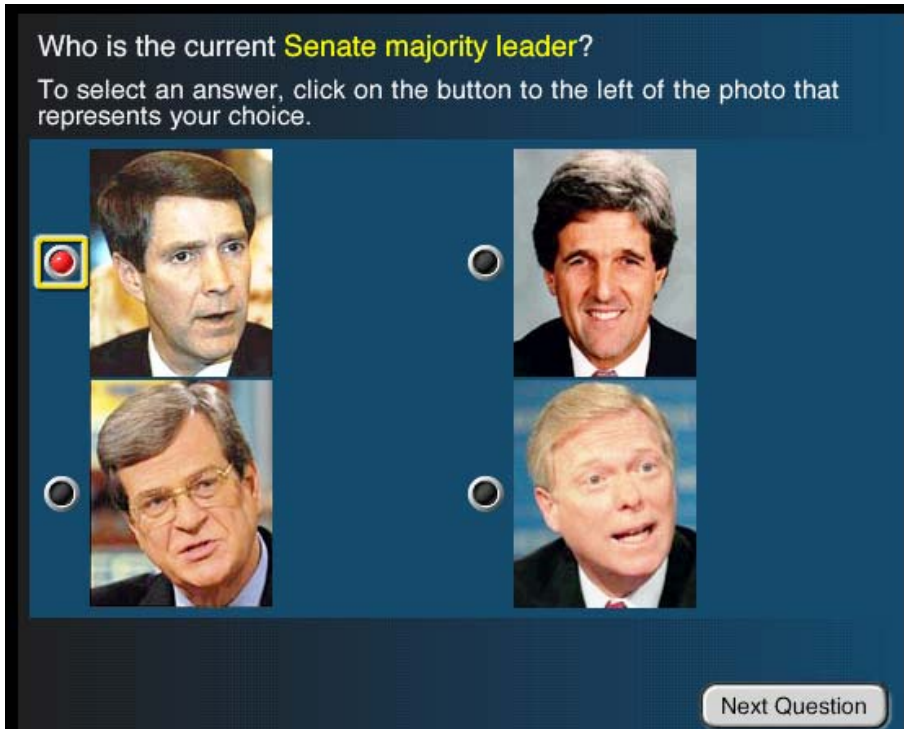 Who is the current Senate majority leader?
To select an answer, click on the button to the left of the photo that
represents your choice.
Next Question